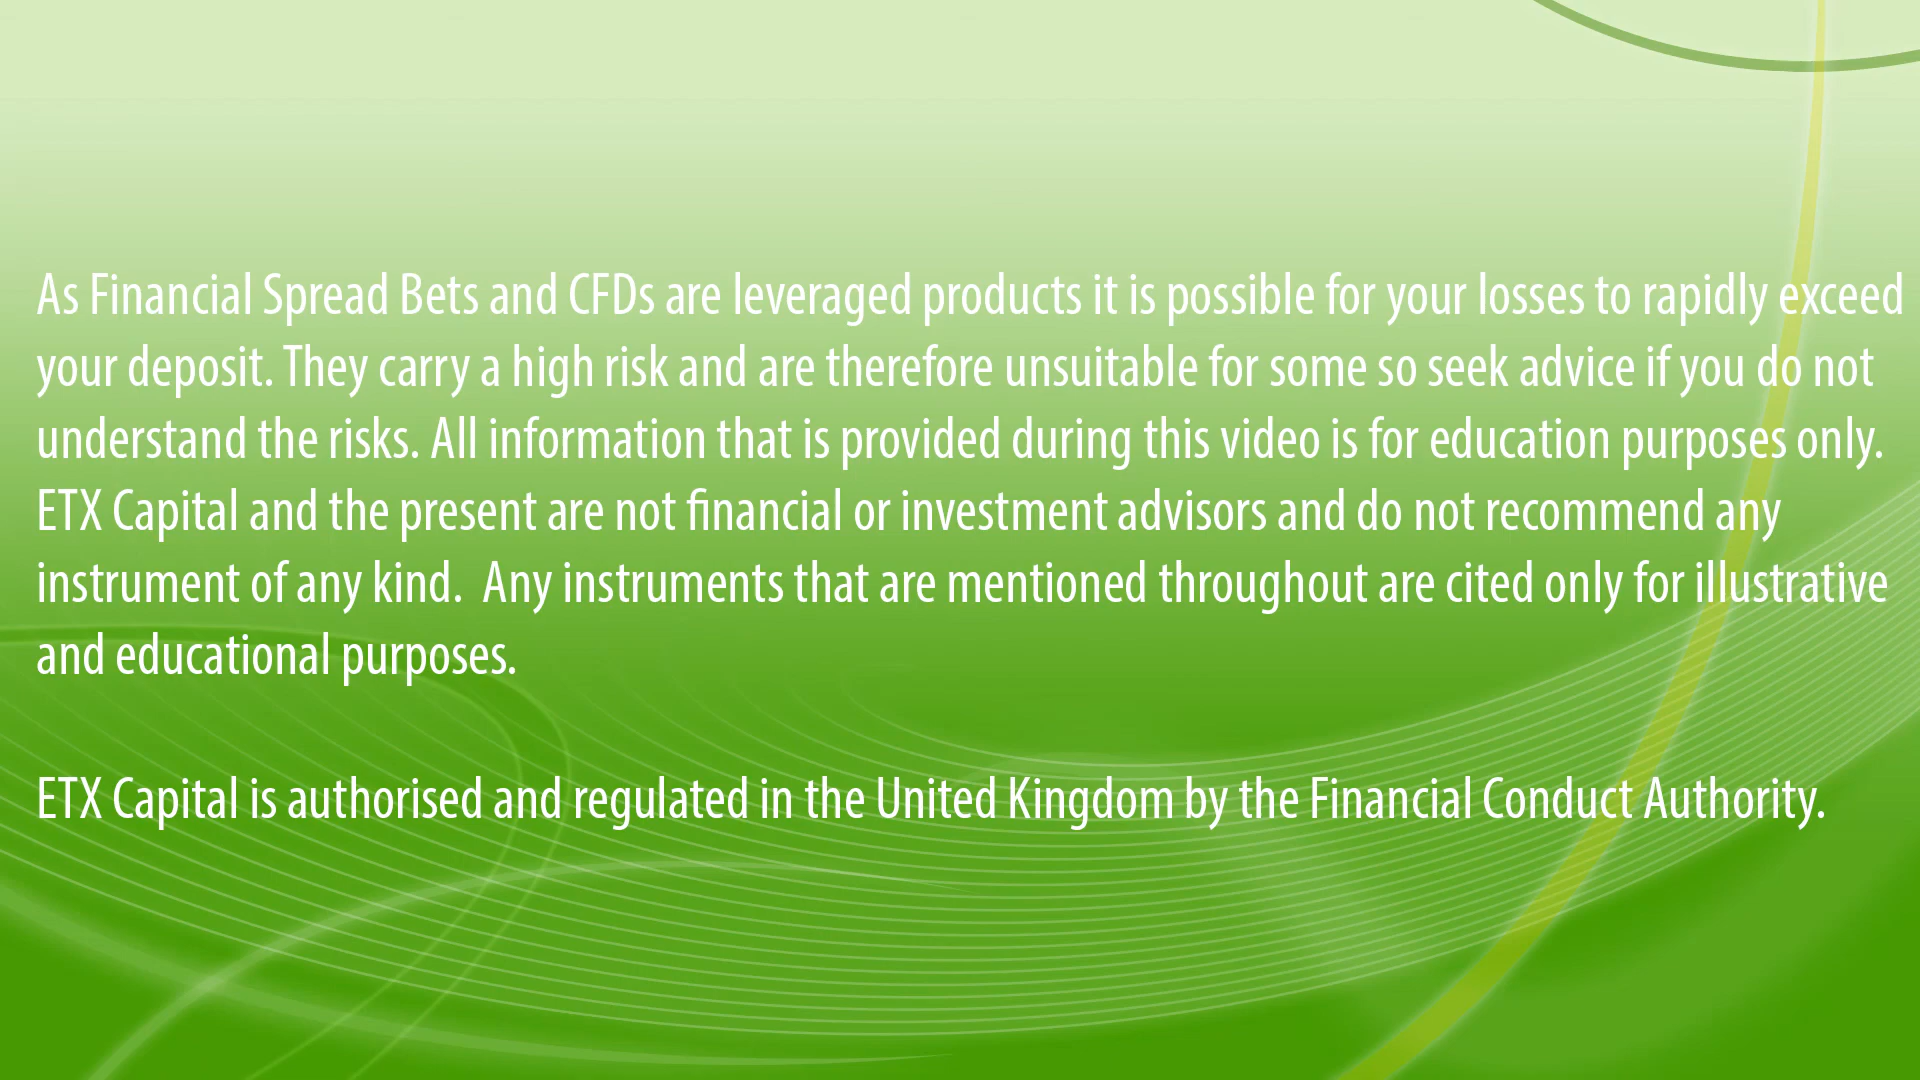 As Financial Spread Bets and CFDs are leveraged products it is possible for your losses to rapidly exceed
your deposit. They carry a high risk and are therefore unsuitable for some so seek advice if you do not
understand the risks. All information that is provided during this video is for education purposes only.
ETX Capital and the present are not financial or investment advisors and do not recommend any
instrument of any kind.  Any instruments that are mentioned throughout are cited only for illustrative
and educational purposes.
ETX Capital is authorised and regulated in the United Kingdom by the Financial Conduct Authority.